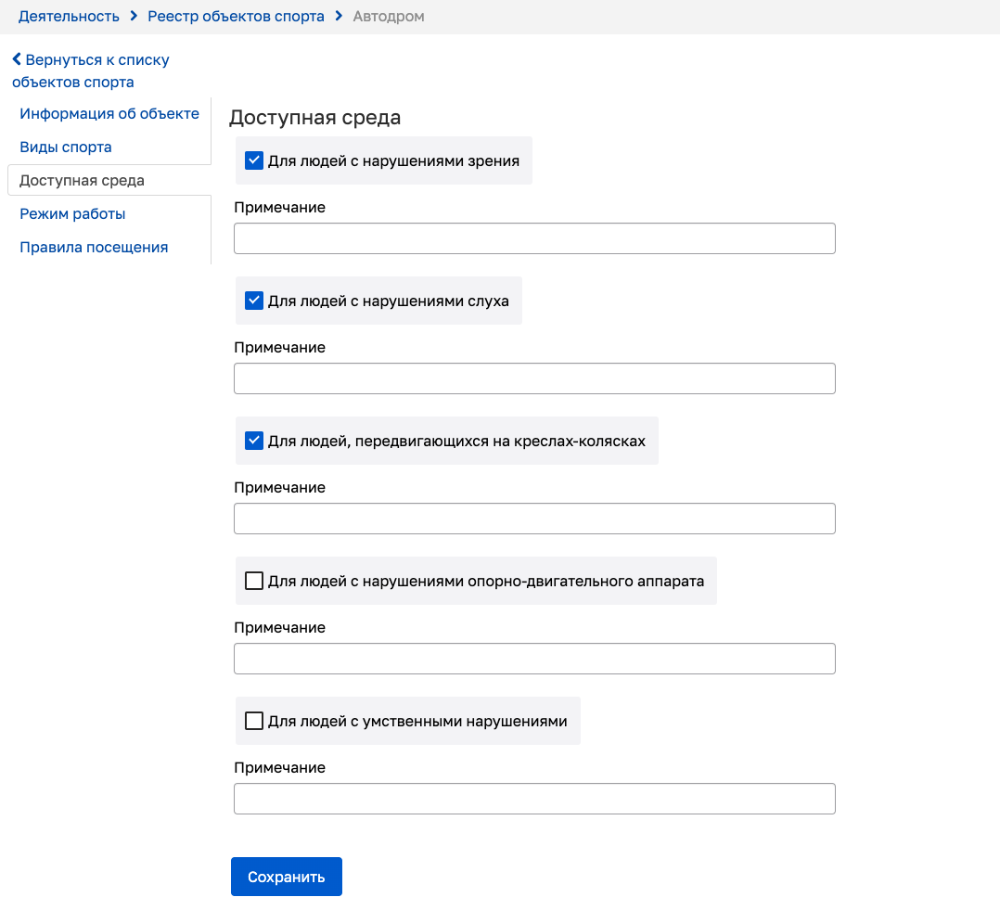 Деятельность > Реестр объектов спорта > Автодром
Вернуться к списку
объектов спорта
Информация об объекте
Виды спорта
Доступная среда
Режим работы
Правила посещения
Доступная среда
Для людей с нарушениями зрения
Примечание
Для людей с нарушениями слуха
Примечание
Для людей, передвигающихся на креслах-колясках
Примечание
Для людей с нарушениями опорно-двигательного аппарата
Примечание
Для людей с умственными нарушениями
Примечание
Сохранить